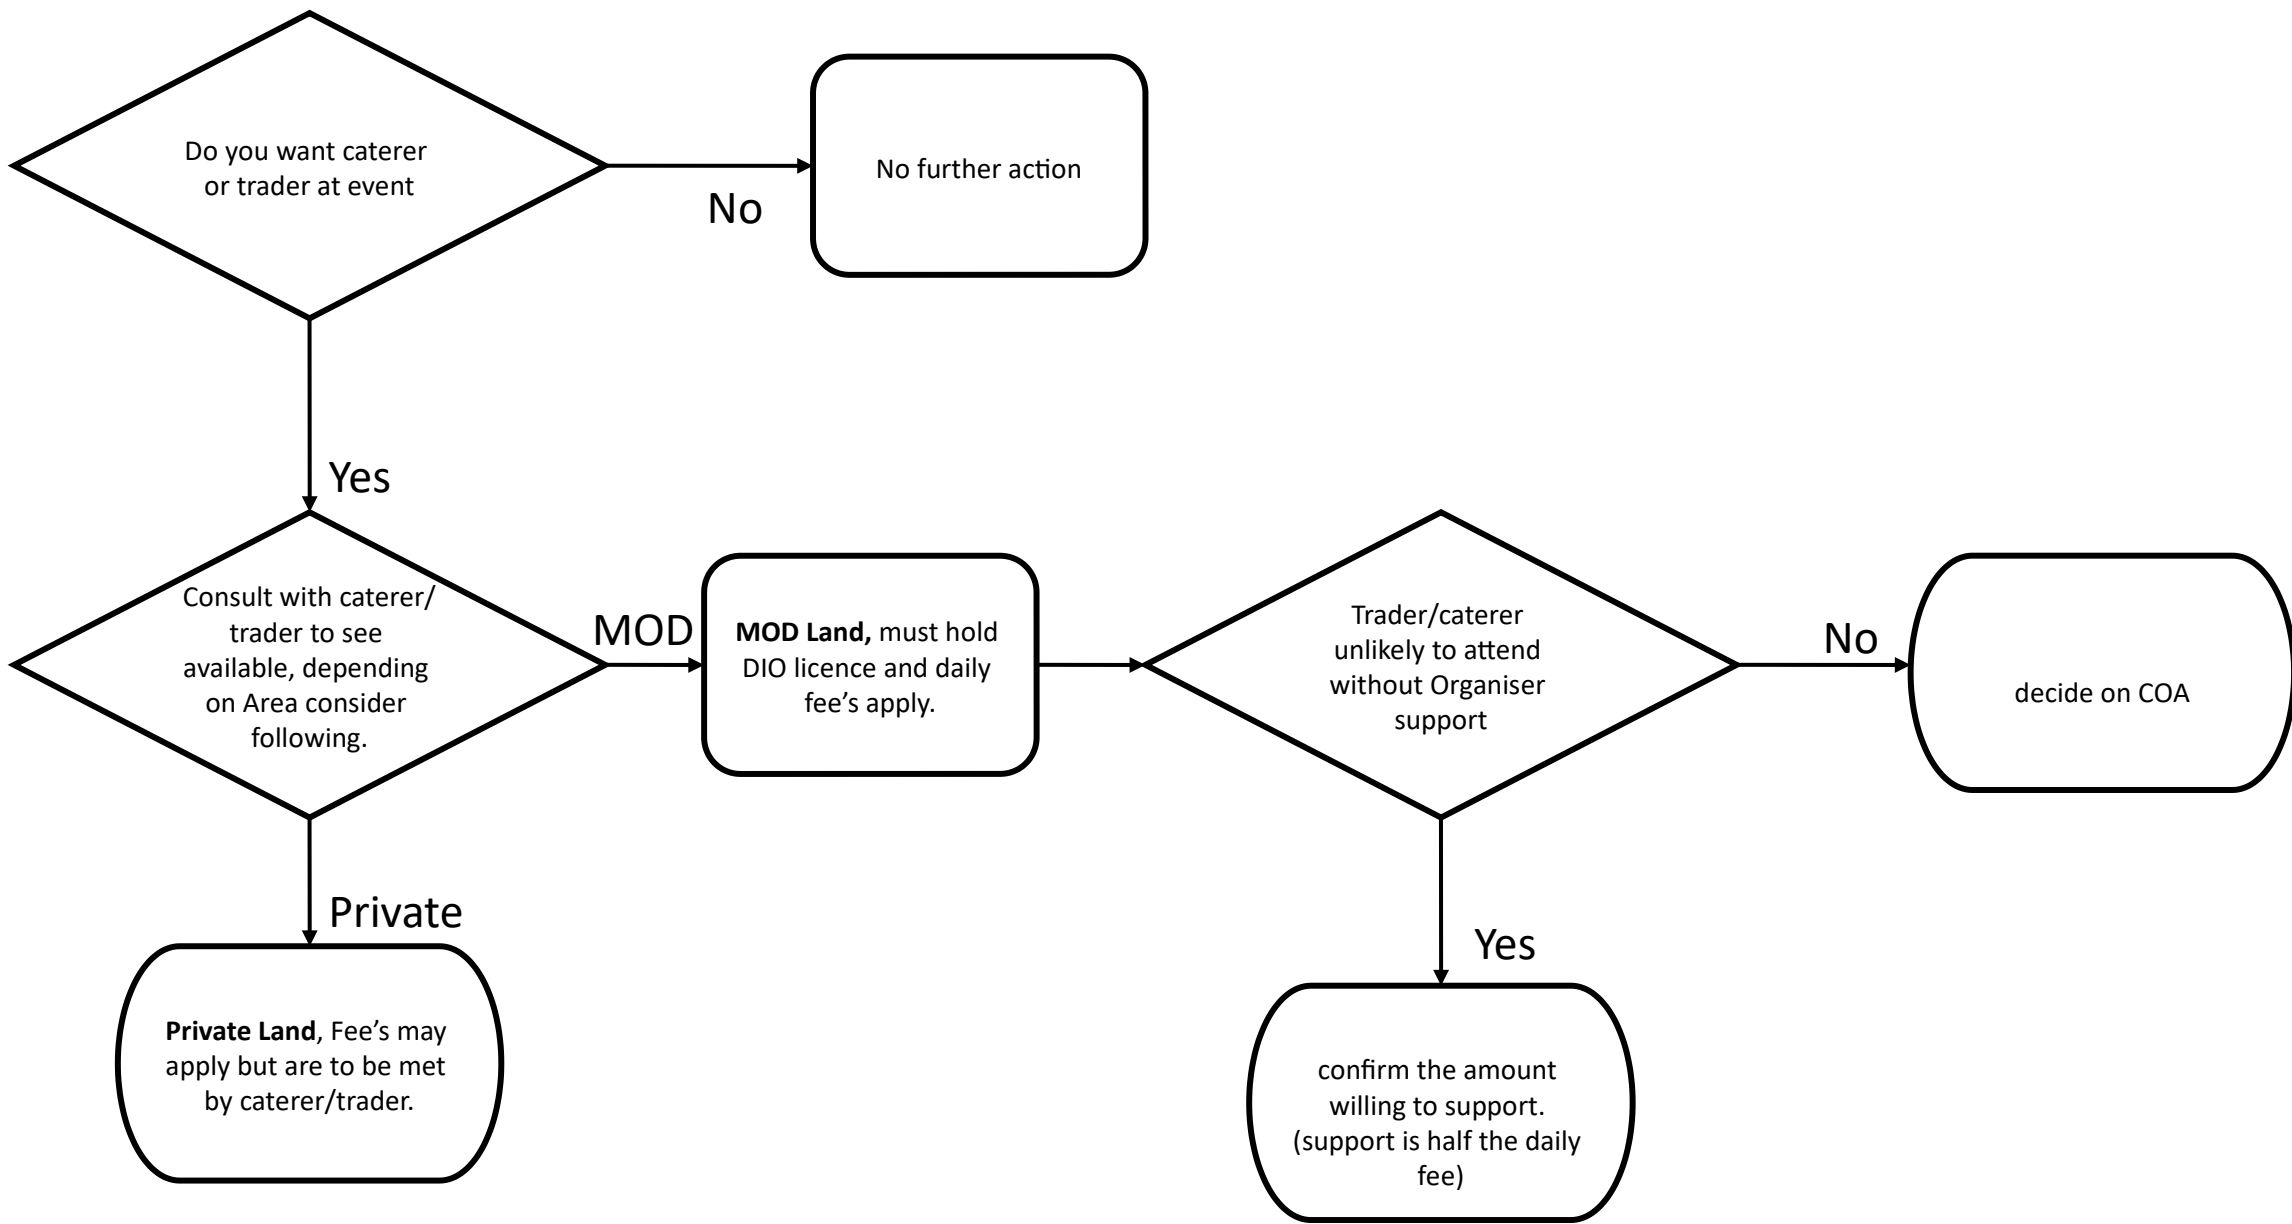 Do you want caterer
or trader at event
No further action
No
Yes
Consult with caterer/
trader to see
available, depending
on Area consider
following.
MOD
MOD Land, must hold
DIO licence and daily
fee’s apply.
Trader/caterer
unlikely to attend
without Organiser
support
No
decide on COA
Private
Yes
Private Land, Fee’s may
apply but are to be met
by caterer/trader.
confirm the amount
willing to support.
(support is half the daily
fee)